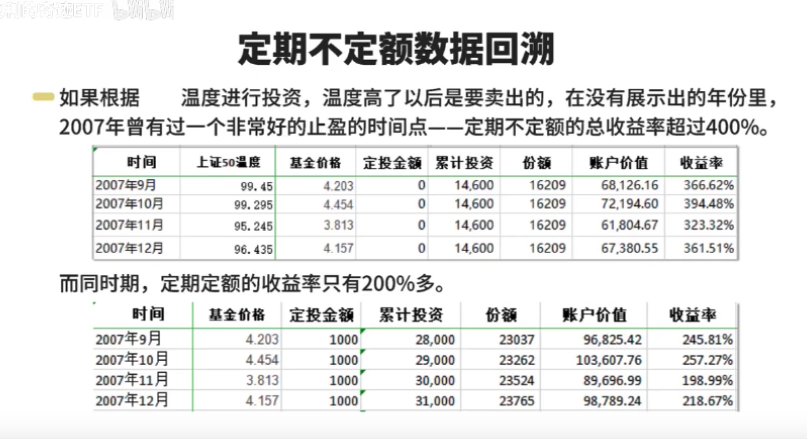 定期不定额数据回溯
如果根据 温度进行投资，温度高了以后是要卖出的，在没有展示出的年份里，
2007年曾有过一个非常好的止盈的时间点——定期不定额的总收益率超过400%。
时间 上证50温度 基金价格 定投金额 累计投资 份额 账户价值 收益率
2007年9月 99.45 4.203 0 14,600 16209 68,126.16 366.62%
2007年10月 99.295 4.454 0 14,600 16209 72,194.60 394.48%
2007年11月 95.245 3.813 0 14,600 16209 61,804.67 323.32%
2007年12月 96.435 4.157 0 14,600 16209 67,380.55 361.51%
而同时期，定期定额的收益率只有200%多。
时间 基金价格 定投金额 累计投资 份额 账户价值 收益率
2007年9月 4.203 1000 28,000 23037 96,825.42 245.81%
2007年10月 4.454 1000 29,000 23262 103,607.76 257.27%
2007年11月 3.813 1000 30,000 23524 89,696.99 198.99%
2007年12月 4.157 1000 31,000 23765 98,789.24 218.67%